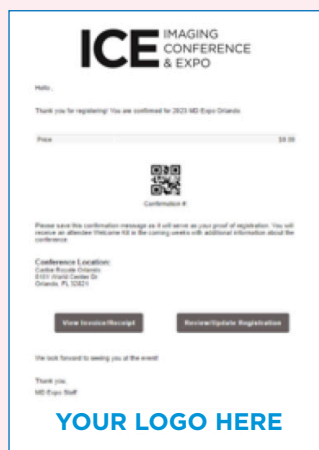 ICE IMAGING
CONFERENCE
& EXPO
Hello,
Thank you for registering! You are confirmed for 2023 MD Expo Orlando.
Price $0.00
Confirmation #
Please save this confirmation message as it will serve as your proof of registration. You will
receive an attendee Welcome Kit in the coming weeks with additional information about the
conference.
Conference Location:
Caribe Royale Orlando
8101 World Center Dr
Orlando, FL 32821
View Invoice/Receipt Review/Update Registration
We look forward to seeing you at the event!
Thank you,
MD Expo Staff
YOUR LOGO HERE